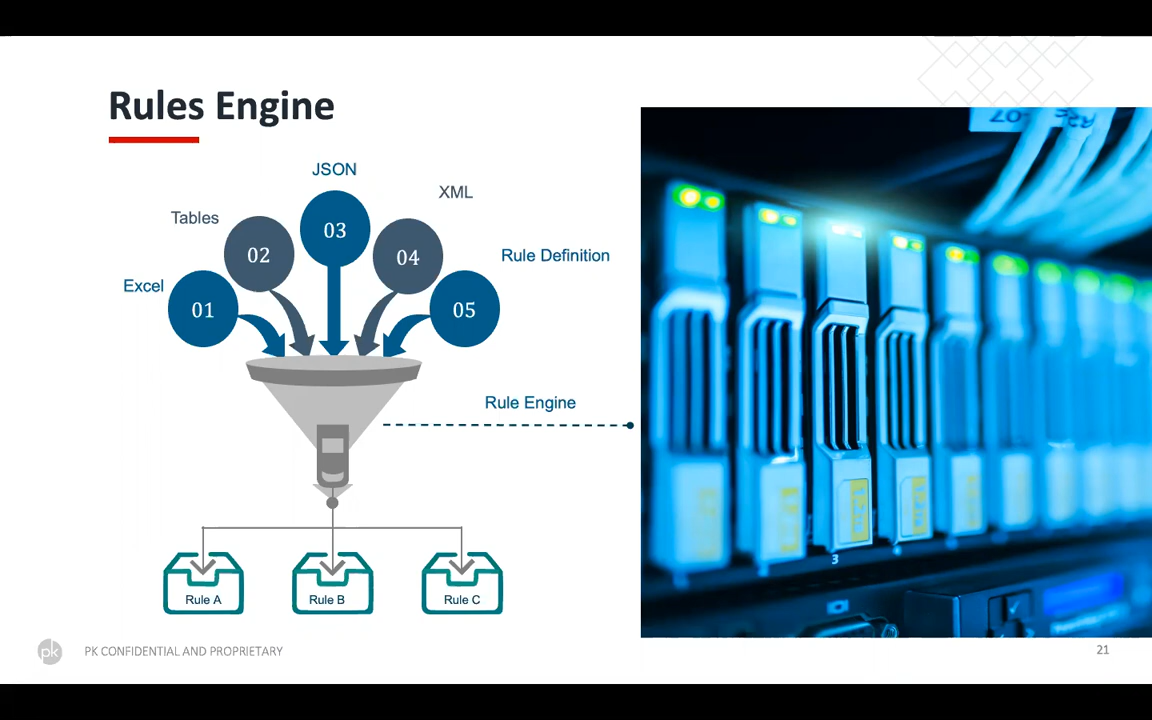 Rules Engine
JSON
XML
Tables
03
02
04
Rule Definition
Excel
01
05
Rule Engine
Rule A
Rule B
Rule C
3
pk
PK CONFIDENTIAL AND PROPRIETARY
21